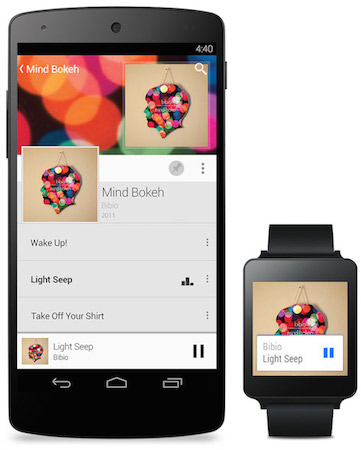 4:40
Mind Bokeh
Mind Bokeh
Bibio
2011
Wake Up!
Light Seep
Take Off Your Shirt
Light Seep
Bibio
Bibio
Light Seep